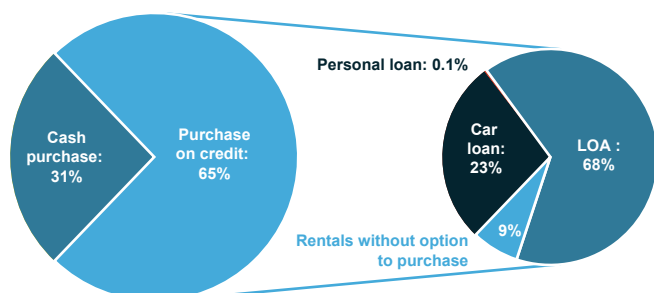 Cash
purchase:
31%
Purchase
on credit:
65%
Personal loan: 0.1%
Car
loan:
23%
LOA :
68%
9%
Rentals without option
to purchase